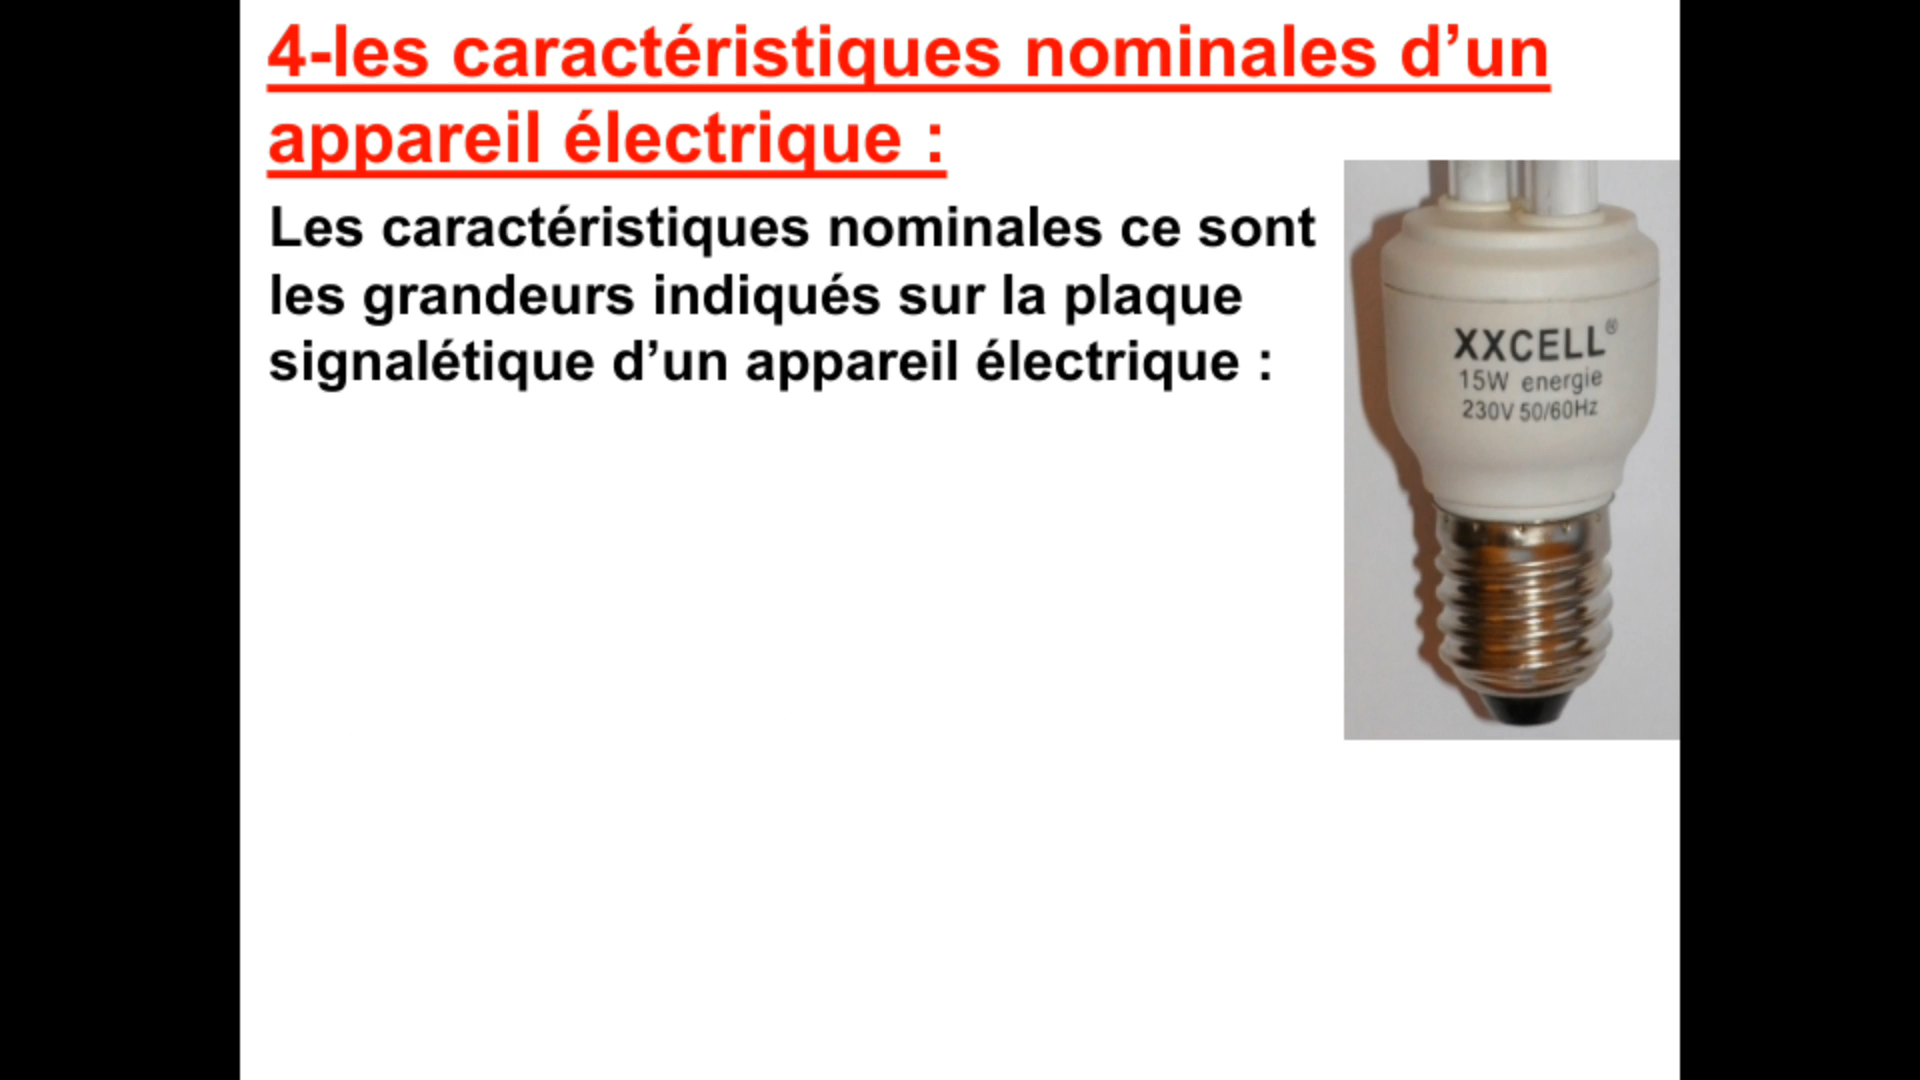 4-les caractéristiques nominales d’un
appareil électrique :
Les caractéristiques nominales ce sont
les grandeurs indiqués sur la plaque
signalétique d’un appareil électrique :
XXCELL®
15W energie
230V 50/60Hz